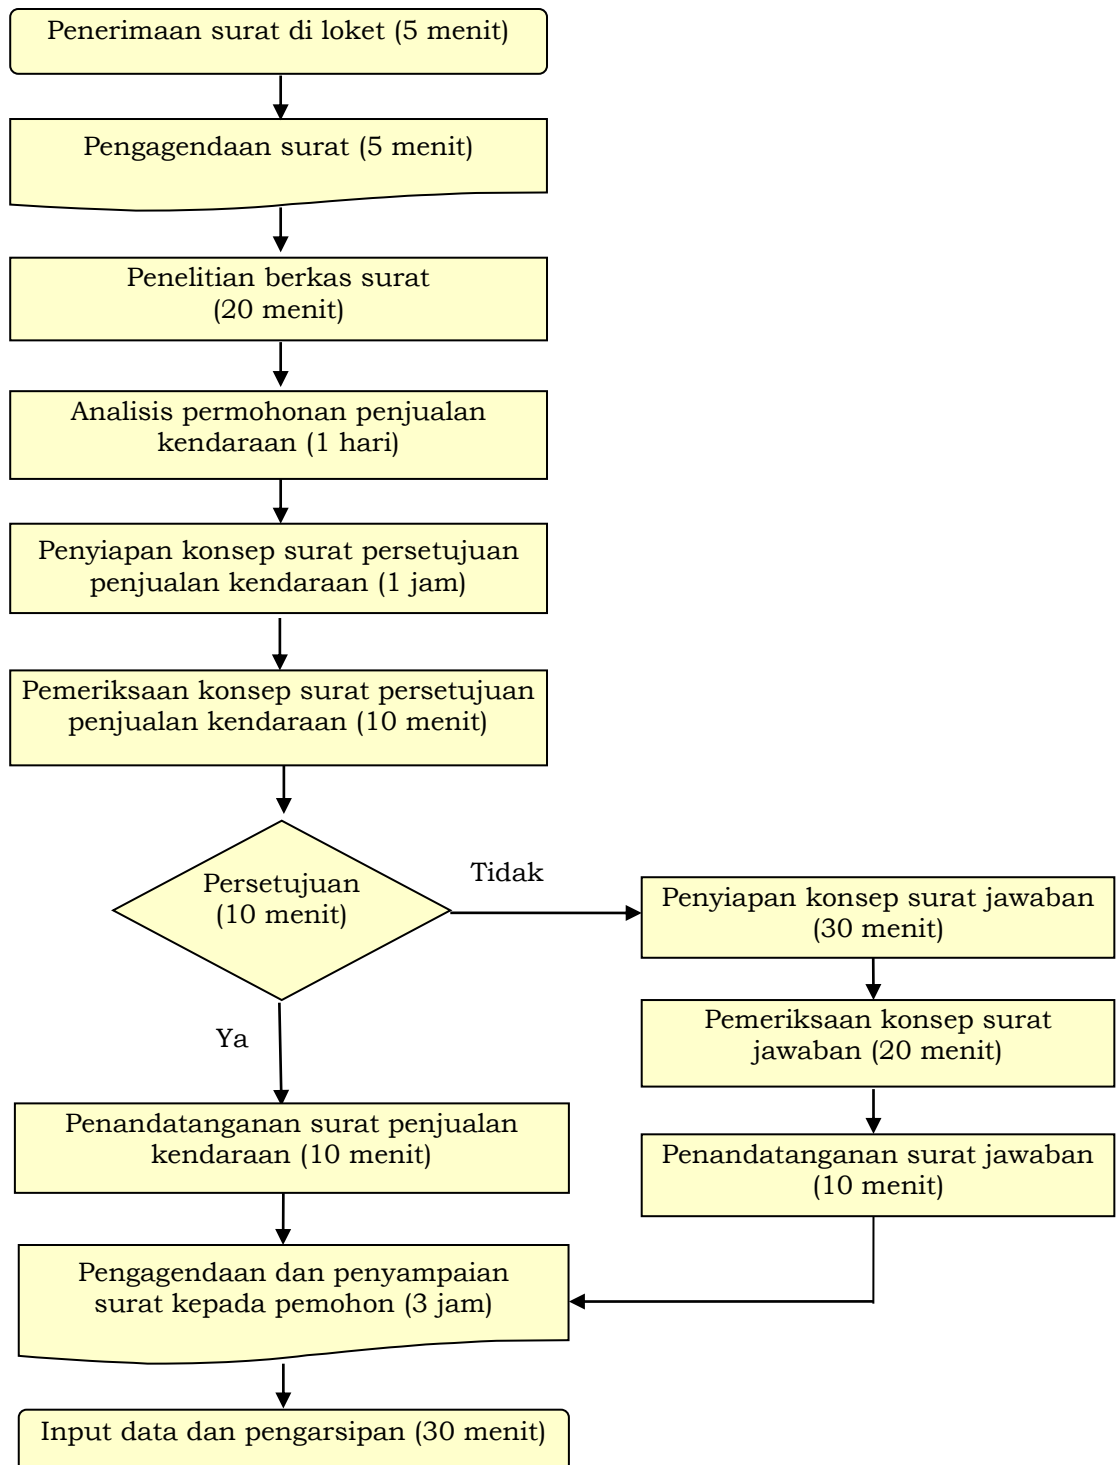 Penerimaan surat di loket (5 menit)
Pengagendaan surat (5 menit)
Penelitian berkas surat
(20 menit)
Analisis permohonan penjualan
kendaraan (1 hari)
Penyiapan konsep surat persetujuan
penjualan kendaraan (1 jam)
Pemeriksaan konsep surat persetujuan
penjualan kendaraan (10 menit)
Persetujuan
(10 menit)
Tidak
Penyiapan konsep surat jawaban
(30 menit)
Pemeriksaan konsep surat
jawaban (20 menit)
Penandatanganan surat jawaban
(10 menit)
Ya
Penandatanganan surat penjualan
kendaraan (10 menit)
Pengagendaan dan penyampaian
surat kepada pemohon (3 jam)
Input data dan pengarsipan (30 menit)